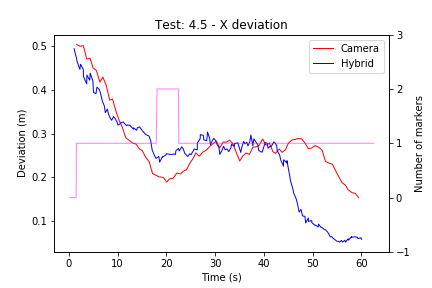 Test: 4.5 - X deviation
Camera
Hybrid
Deviation (m)
0.5
0.4
0.3
0.2
0.1
3
2
1
0
−1
Number of markers
0 10 20 30 40 50 60
Time (s)